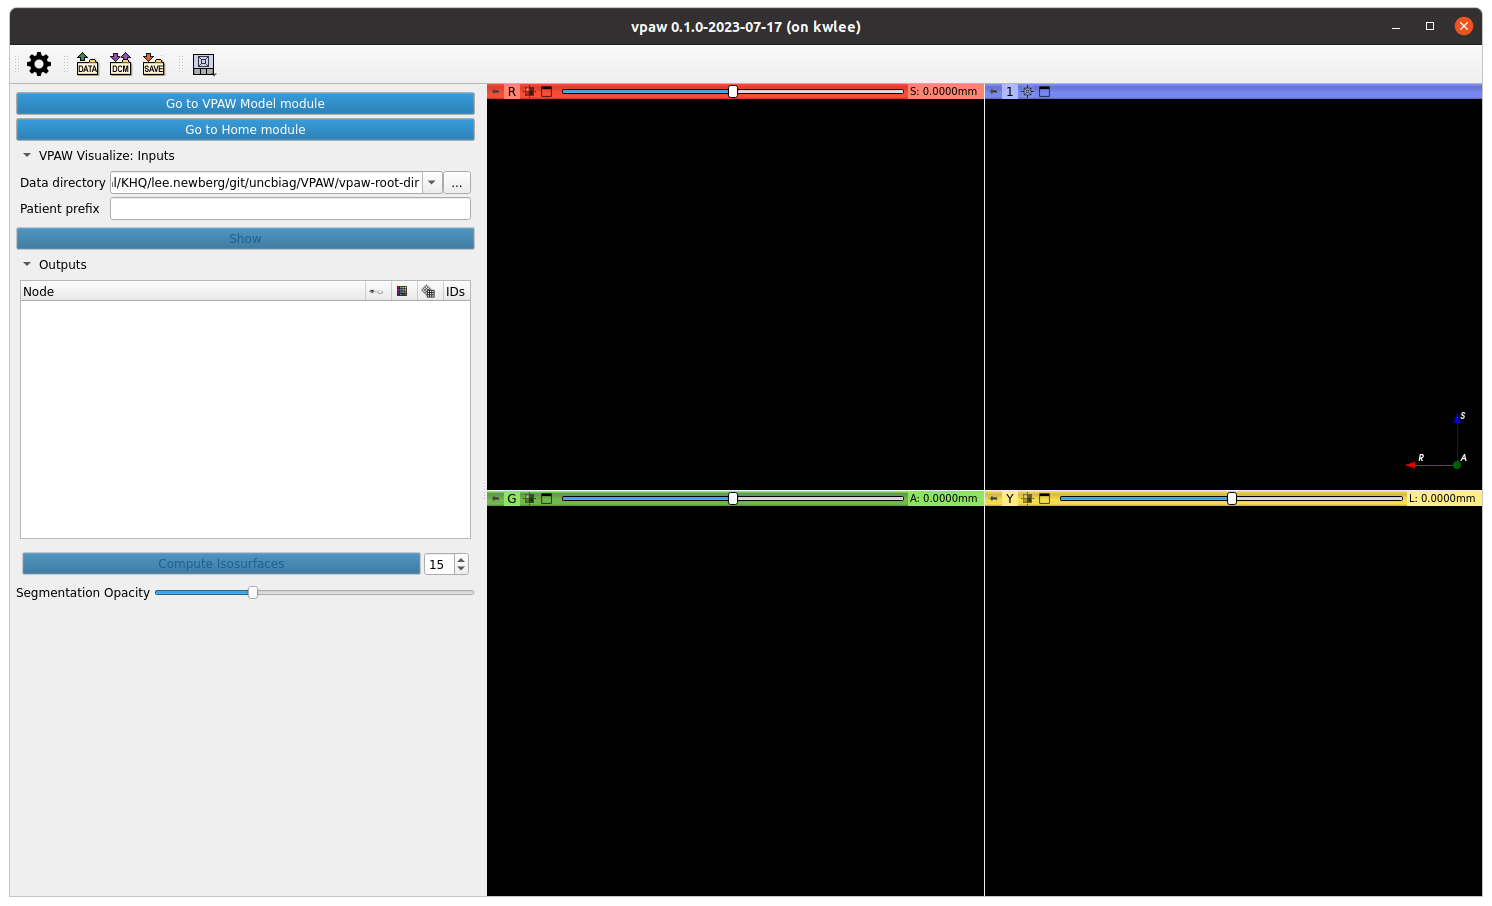 vpaw 0.1.0-2023-07-17 (on kwlee)
DATA DCM SAVE
Go to VPAW Model module
Go to Home module
VPAW Visualize: Inputs
Data directory l/KHQ/lee.newberg/git/uncbiag/VPAW/vpaw-root-dir ...
Patient prefix
Show
Outputs
Node IDs
Compute Isosurfaces 15
Segmentation Opacity
R S: 0.0000mm
1
S
R A
G A: 0.0000mm
Y L: 0.0000mm